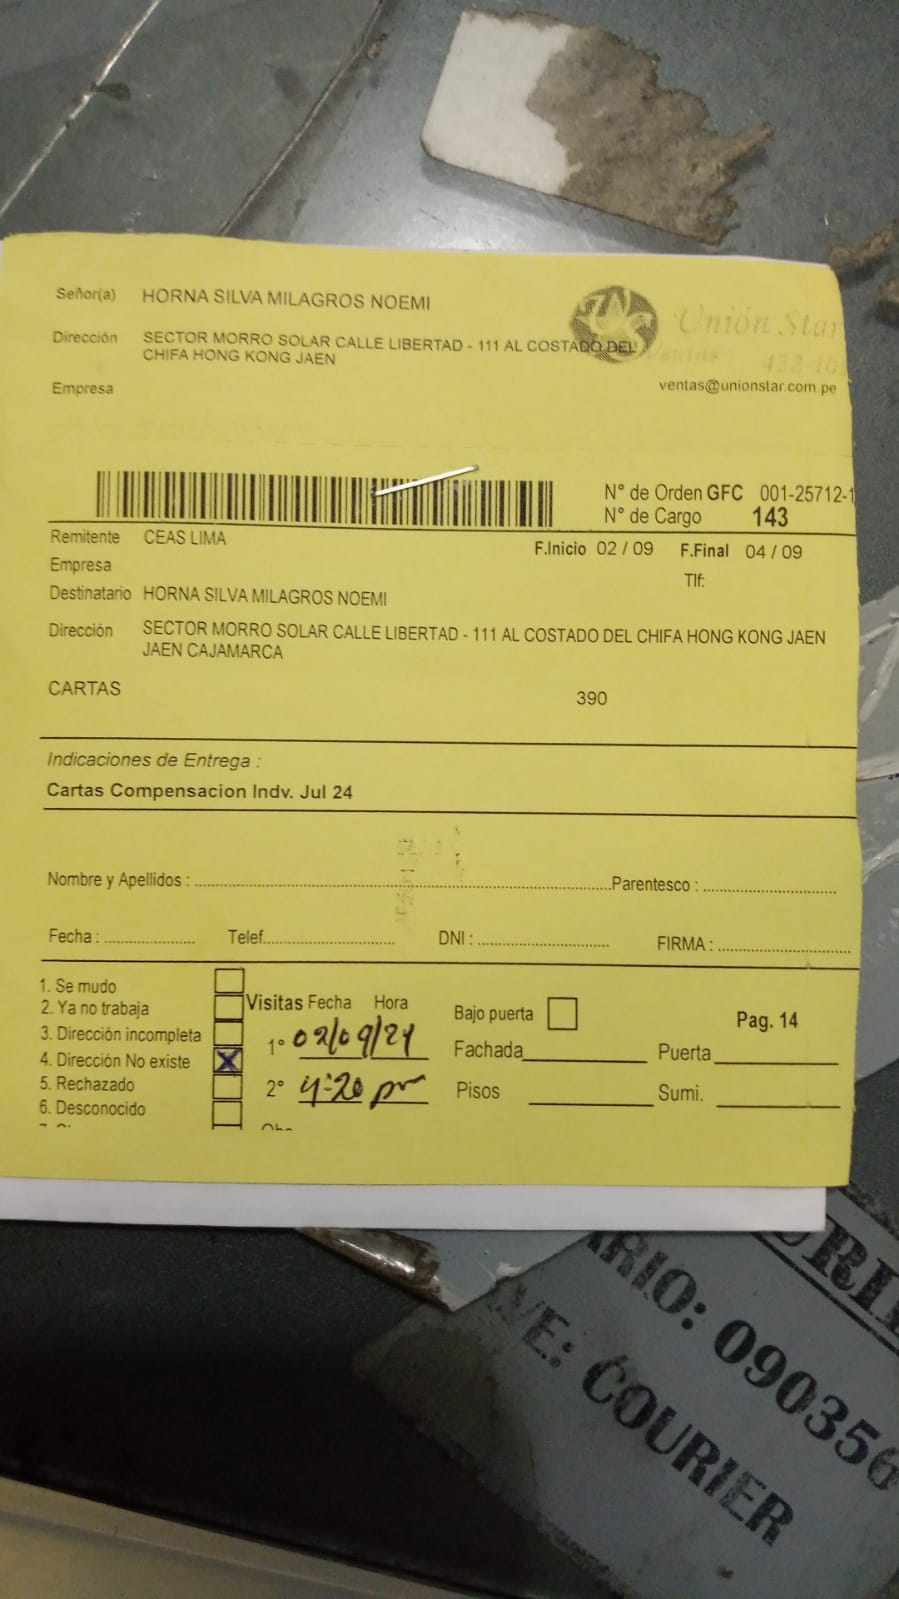 Señor(a) HORNA SILVA MILAGROS NOEMI
Unión Star
Dirección SECTOR MORRO SOLAR CALLE LIBERTAD - 111 AL COSTADO DEL
CHIFA HONG KONG JAEN
Ventas
Empresa
ventas@unionstar.com.pe
N° de Orden GFC 001-25712-1
N° de Cargo 143
Remitente CEAS LIMA
F.Inicio 02 / 09 F.Final 04 / 09
Empresa
Tlf:
Destinatario HORNA SILVA MILAGROS NOEMI
Dirección SECTOR MORRO SOLAR CALLE LIBERTAD - 111 AL COSTADO DEL CHIFA HONG KONG JAEN
JAEN CAJAMARCA
CARTAS 390
Indicaciones de Entrega :
Cartas Compensacion Indv. Jul 24
Nombre y Apellidos : Parentesco :
Fecha : Telef. DNI : FIRMA :
1. Se mudo
2. Ya no trabaja
3. Dirección incompleta
4. Dirección No existe X
5. Rechazado
6. Desconocido
Visitas Fecha Hora
1° 02/09/24
2° 4:20 pm
Bajo puerta
Pag. 14
Fachada Puerta
Pisos Sumi.
ARIO: 090356
VE: COURIER